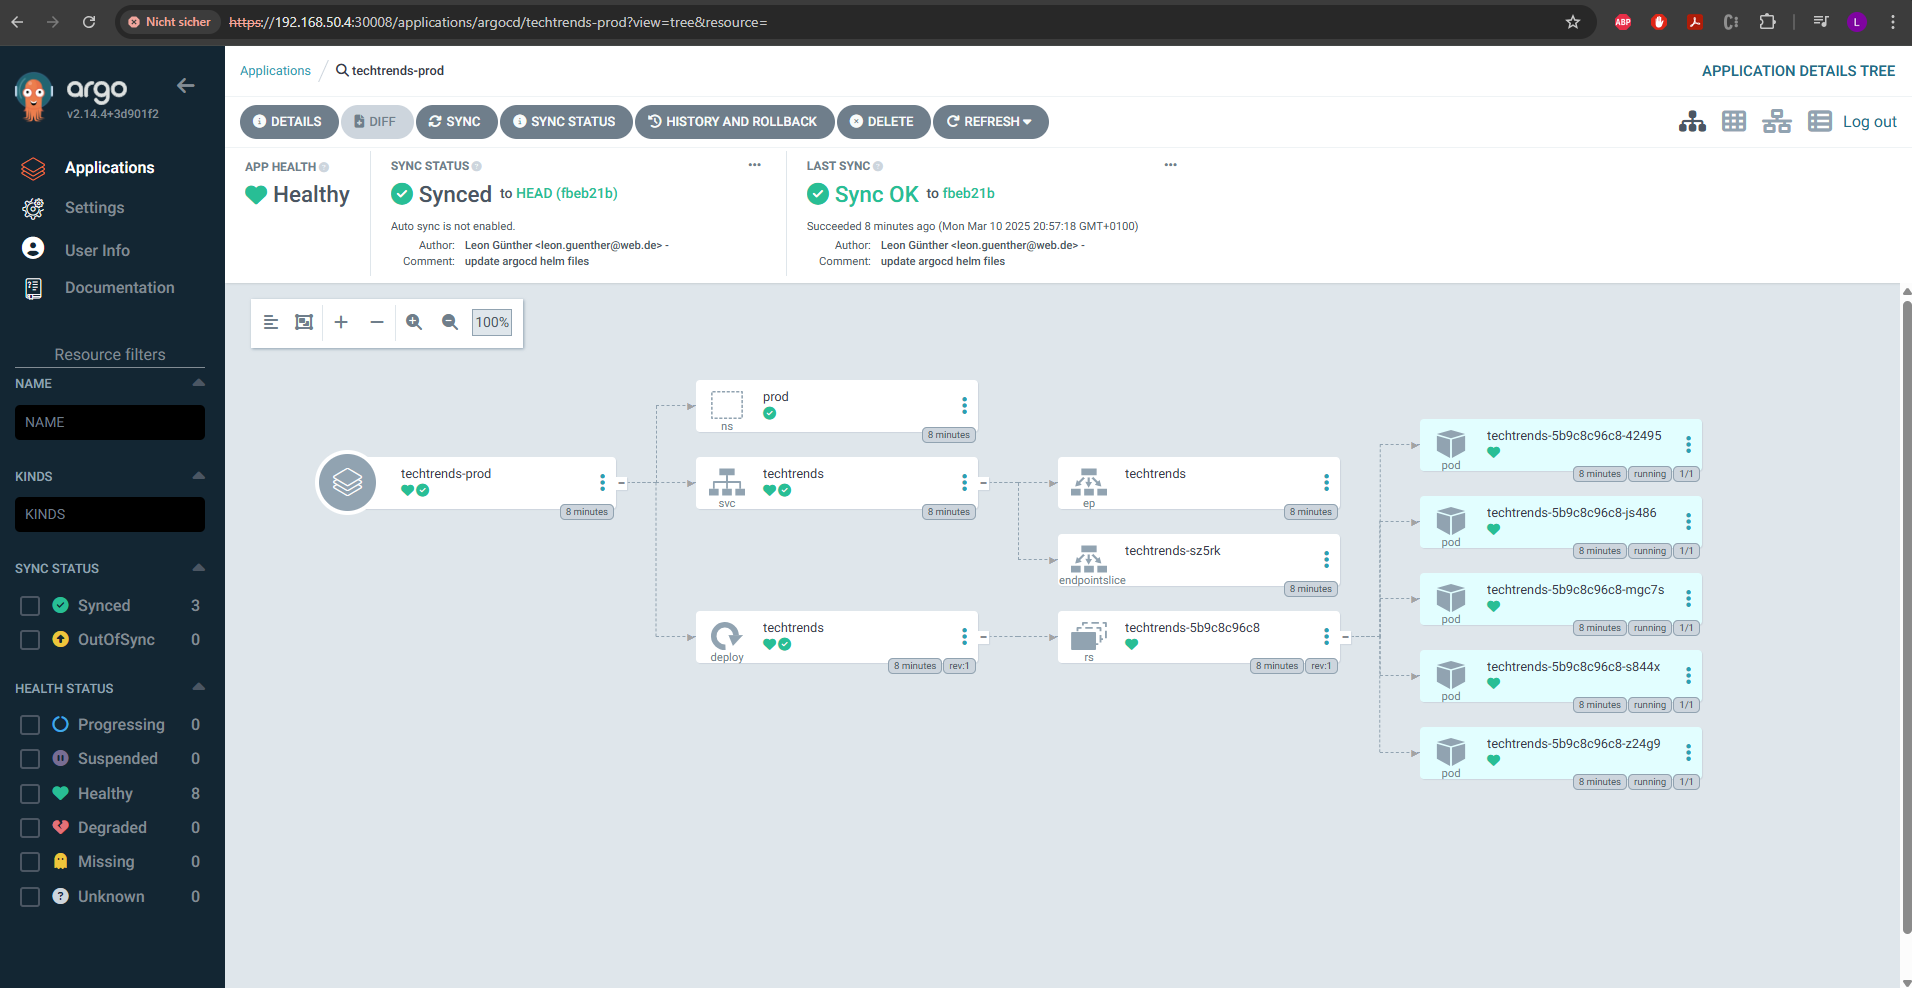 Nicht sicher https://192.168.50.4:30008/applications/argocd/techtrends-prod?view=tree&resource=
ABP
L
argo
v2.14.4+3d901f2
Applications
Settings
User Info
Documentation
Resource filters
NAME
NAME
KINDS
KINDS
SYNC STATUS
Synced 3
OutOfSync 0
HEALTH STATUS
Progressing 0
Suspended 0
Healthy 8
Degraded 0
Missing 0
Unknown 0
Applications / techtrends-prod
APPLICATION DETAILS TREE
DETAILS DIFF SYNC SYNC STATUS HISTORY AND ROLLBACK DELETE REFRESH
Log out
APP HEALTH
Healthy
SYNC STATUS
Synced to HEAD (fbeb21b)
Auto sync is not enabled.
Author: Leon Günther <leon.guenther@web.de> -
Comment: update argocd helm files
LAST SYNC
Sync OK to fbeb21b
Succeeded 8 minutes ago (Mon Mar 10 2025 20:57:18 GMT+0100)
Author: Leon Günther <leon.guenther@web.de> -
Comment: update argocd helm files
100%
techtrends-prod
8 minutes
prod
ns
8 minutes
techtrends
svc
8 minutes
techtrends
deploy
8 minutes rev:1
techtrends
ep
8 minutes
techtrends-sz5rk
endpointslice
8 minutes
techtrends-5b9c8c96c8
rs
8 minutes rev:1
techtrends-5b9c8c96c8-42495
pod
8 minutes running 1/1
techtrends-5b9c8c96c8-js486
pod
8 minutes running 1/1
techtrends-5b9c8c96c8-mgc7s
pod
8 minutes running 1/1
techtrends-5b9c8c96c8-s844x
pod
8 minutes running 1/1
techtrends-5b9c8c96c8-z24g9
pod
8 minutes running 1/1